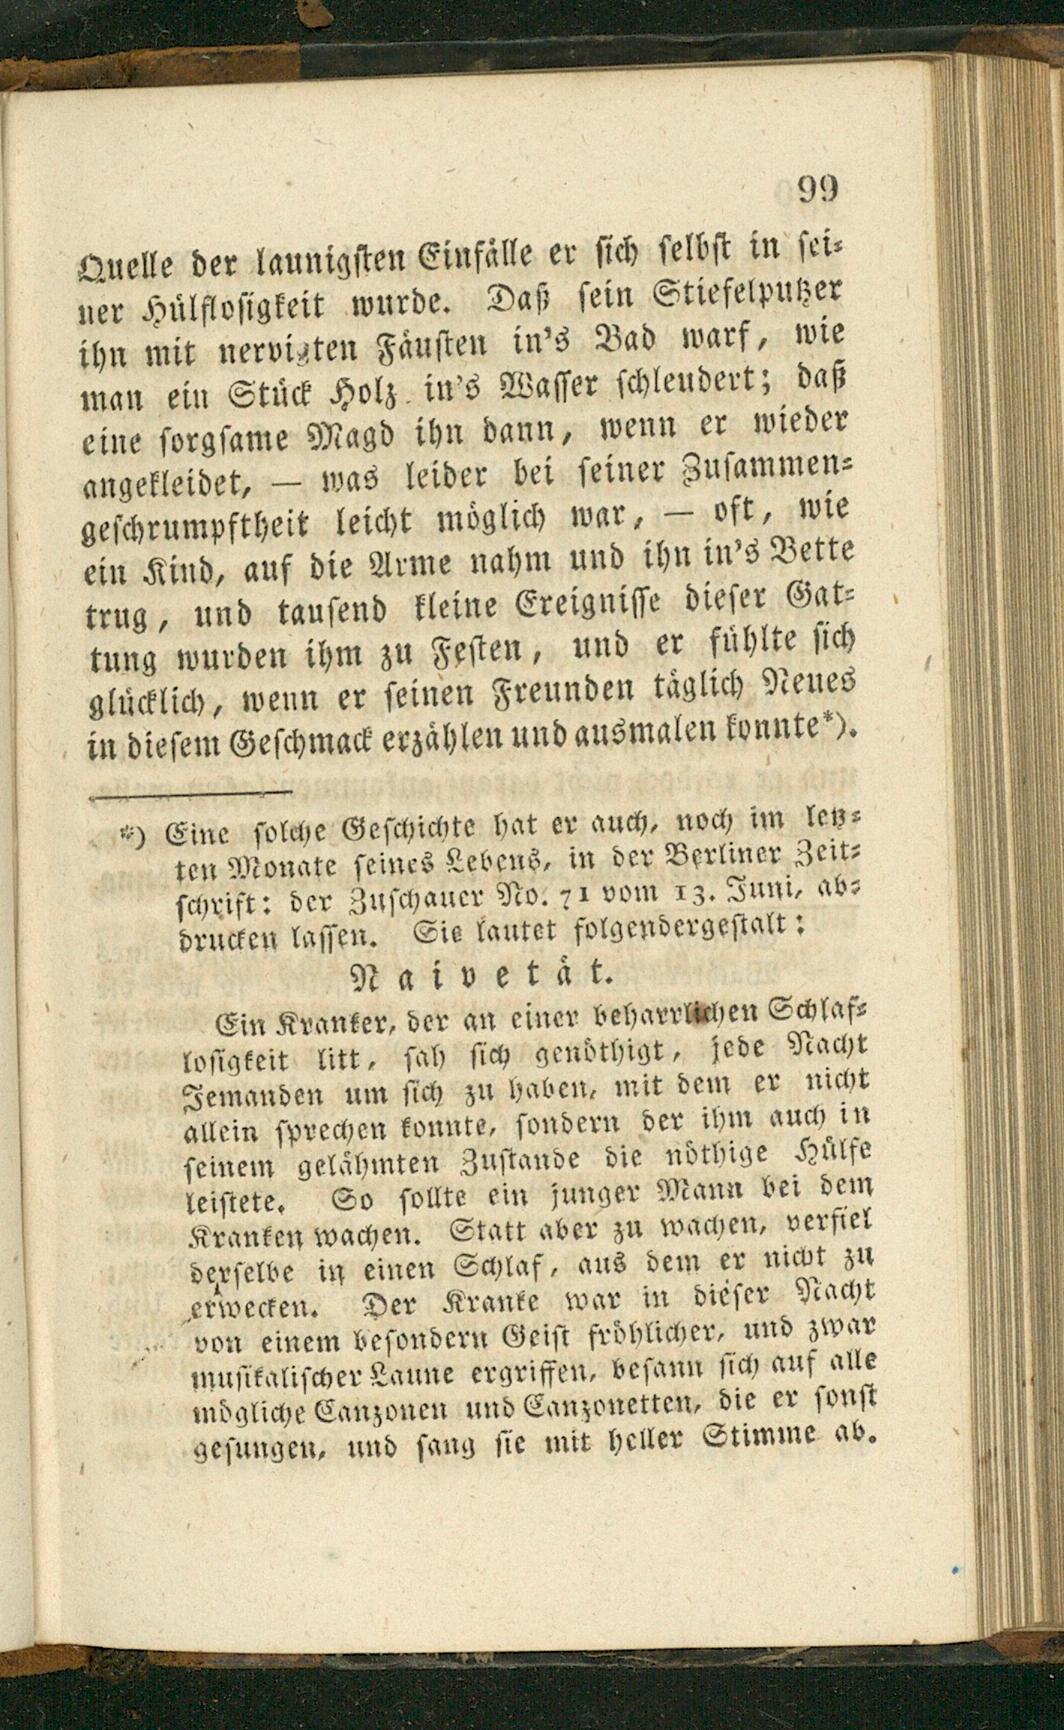 99
Quelle der launigsten Einfälle er sich selbst in sei-
ner Hülflosigkeit wurde. Daß sein Stiefelputzer
ihn mit nervigten Fäusten in's Bad warf, wie
man ein Stück Holz in's Wasser schleudert; daß
eine sorgsame Magd ihn dann, wenn er wieder
angekleidet, — was leider bei seiner Zusammen-
geschrumpftheit leicht möglich war, — oft, wie
ein Kind, auf die Arme nahm und ihn in's Bette
trug, und tausend kleine Ereignisse dieser Gat-
tung wurden ihm zu Festen, und er fühlte sich
glücklich, wenn er seinen Freunden täglich Neues
in diesem Geschmack erzählen und ausmalen konnte*).
*) Eine solche Geschichte hat er auch, noch im letz-
ten Monate seines Lebens, in der Berliner Zeit-
schrift: der Zuschauer No. 71 vom 13. Juni, ab-
drucken lassen. Sie lautet folgendergestalt:
Naivetät.
Ein Kranker, der an einer beharrlichen Schlaf-
losigkeit litt, sah sich genöthigt, jede Nacht
Jemanden um sich zu haben, mit dem er nicht
allein sprechen konnte, sondern der ihm auch in
seinem gelähmten Zustande die nöthige Hülfe
leistete. So sollte ein junger Mann bei dem
Kranken wachen. Statt aber zu wachen, verfiel
derselbe in einen Schlaf, aus dem er nicht zu
erwecken. Der Kranke war in dieser Nacht
von einem besondern Geist fröhlicher, und zwar
musikalischer Laune ergriffen, besann sich auf alle
mögliche Canzonen und Canzonetten, die er sonst
gesungen, und sang sie mit heller Stimme ab.